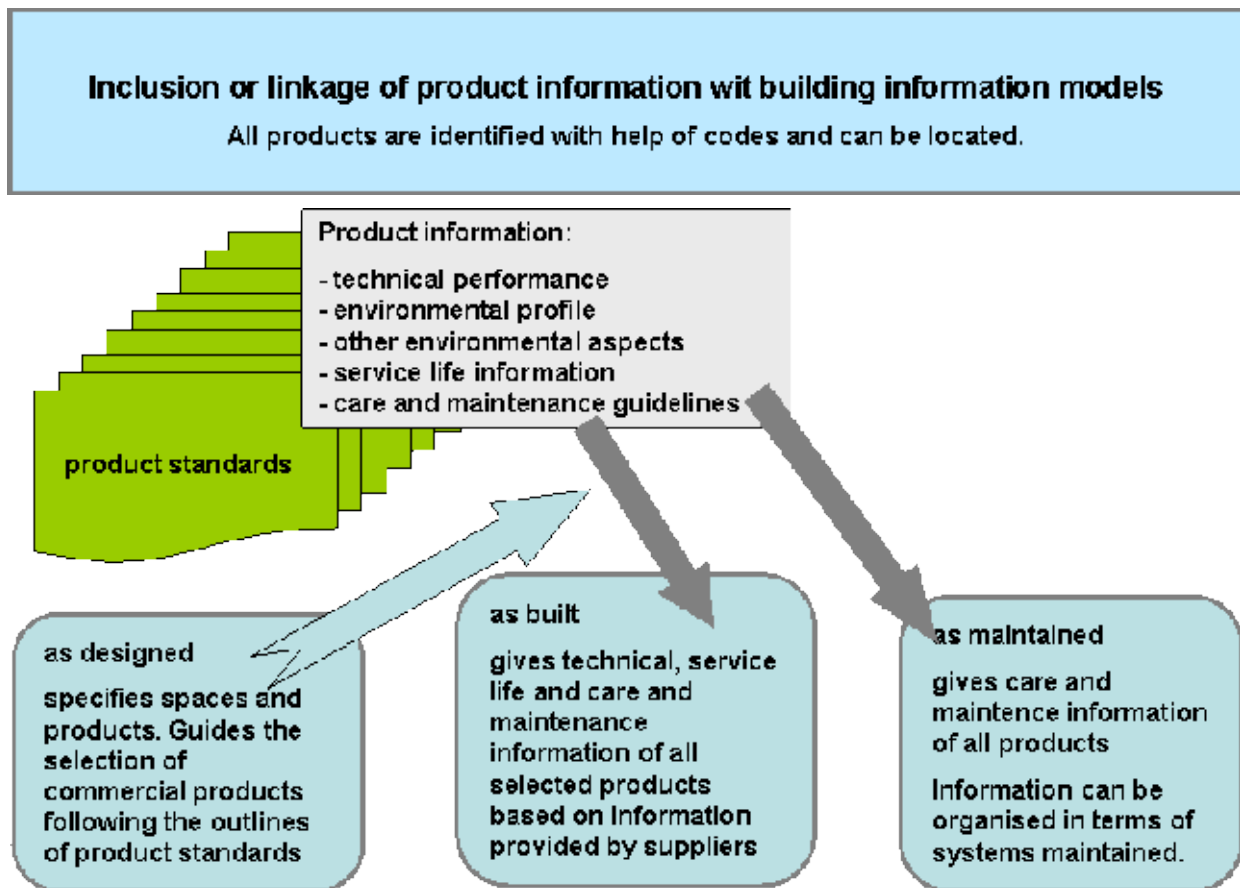 Inclusion or linkage of product information wit building information models
All products are identified with help of codes and can be located.
Product information:
- technical performance
- environmental profile
- other environmental aspects
- service life information
- care and maintenance guidelines
product standards
as designed
specifies spaces and
products. Guides the
selection of
commercial products
following the outlines
of product standards
as built
gives technical, service
life and care and
maintenance
information of all
selected products
based on information
provided by suppliers
as maintained
gives care and
maintence information
of all products
Information can be
organised in terms of
systems maintained.